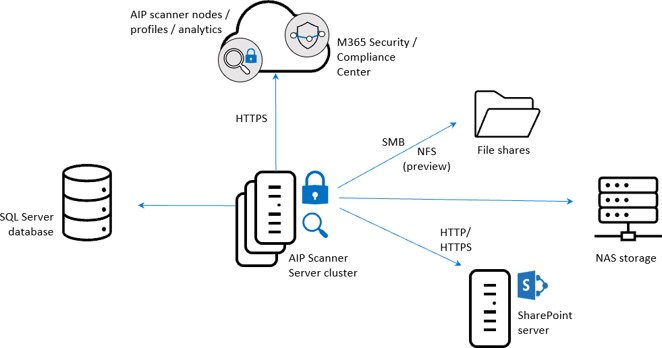 AIP scanner nodes /
profiles / analytics
M365 Security /
Compliance
Center
HTTPS
SMB
NFS
(preview)
File shares
SQL Server
database
AIP Scanner
Server cluster
HTTP/
HTTPS
NAS storage
S
SharePoint
server